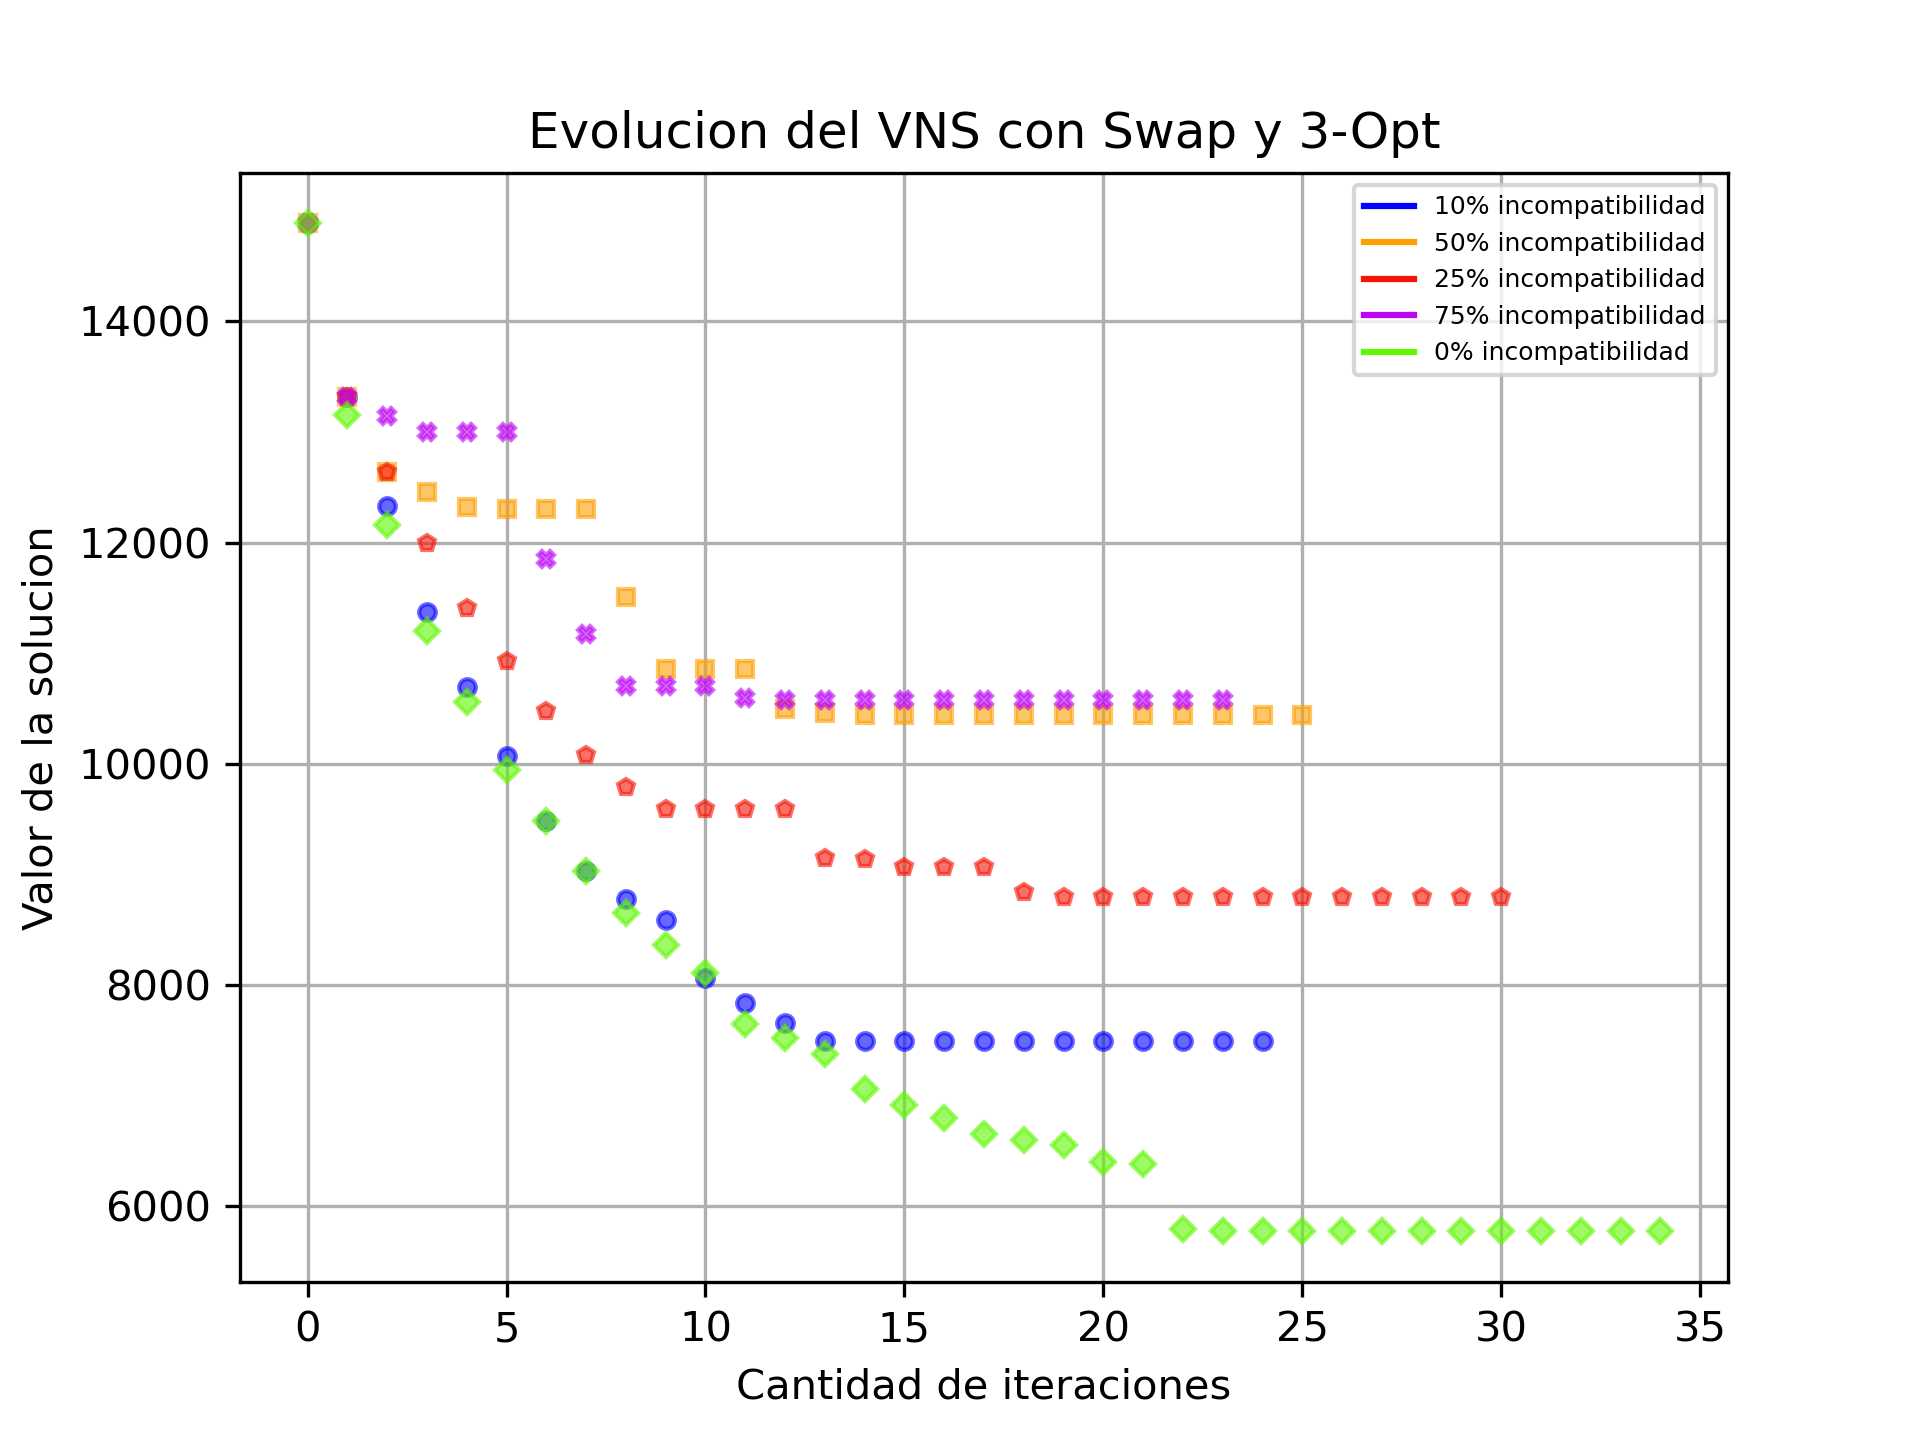 Evolucion del VNS con Swap y 3-Opt
10% incompatibilidad
50% incompatibilidad
25% incompatibilidad
75% incompatibilidad
0% incompatibilidad
Valor de la solucion
14000
12000
10000
8000
6000
0 5 10 15 20 25 30 35
Cantidad de iteraciones